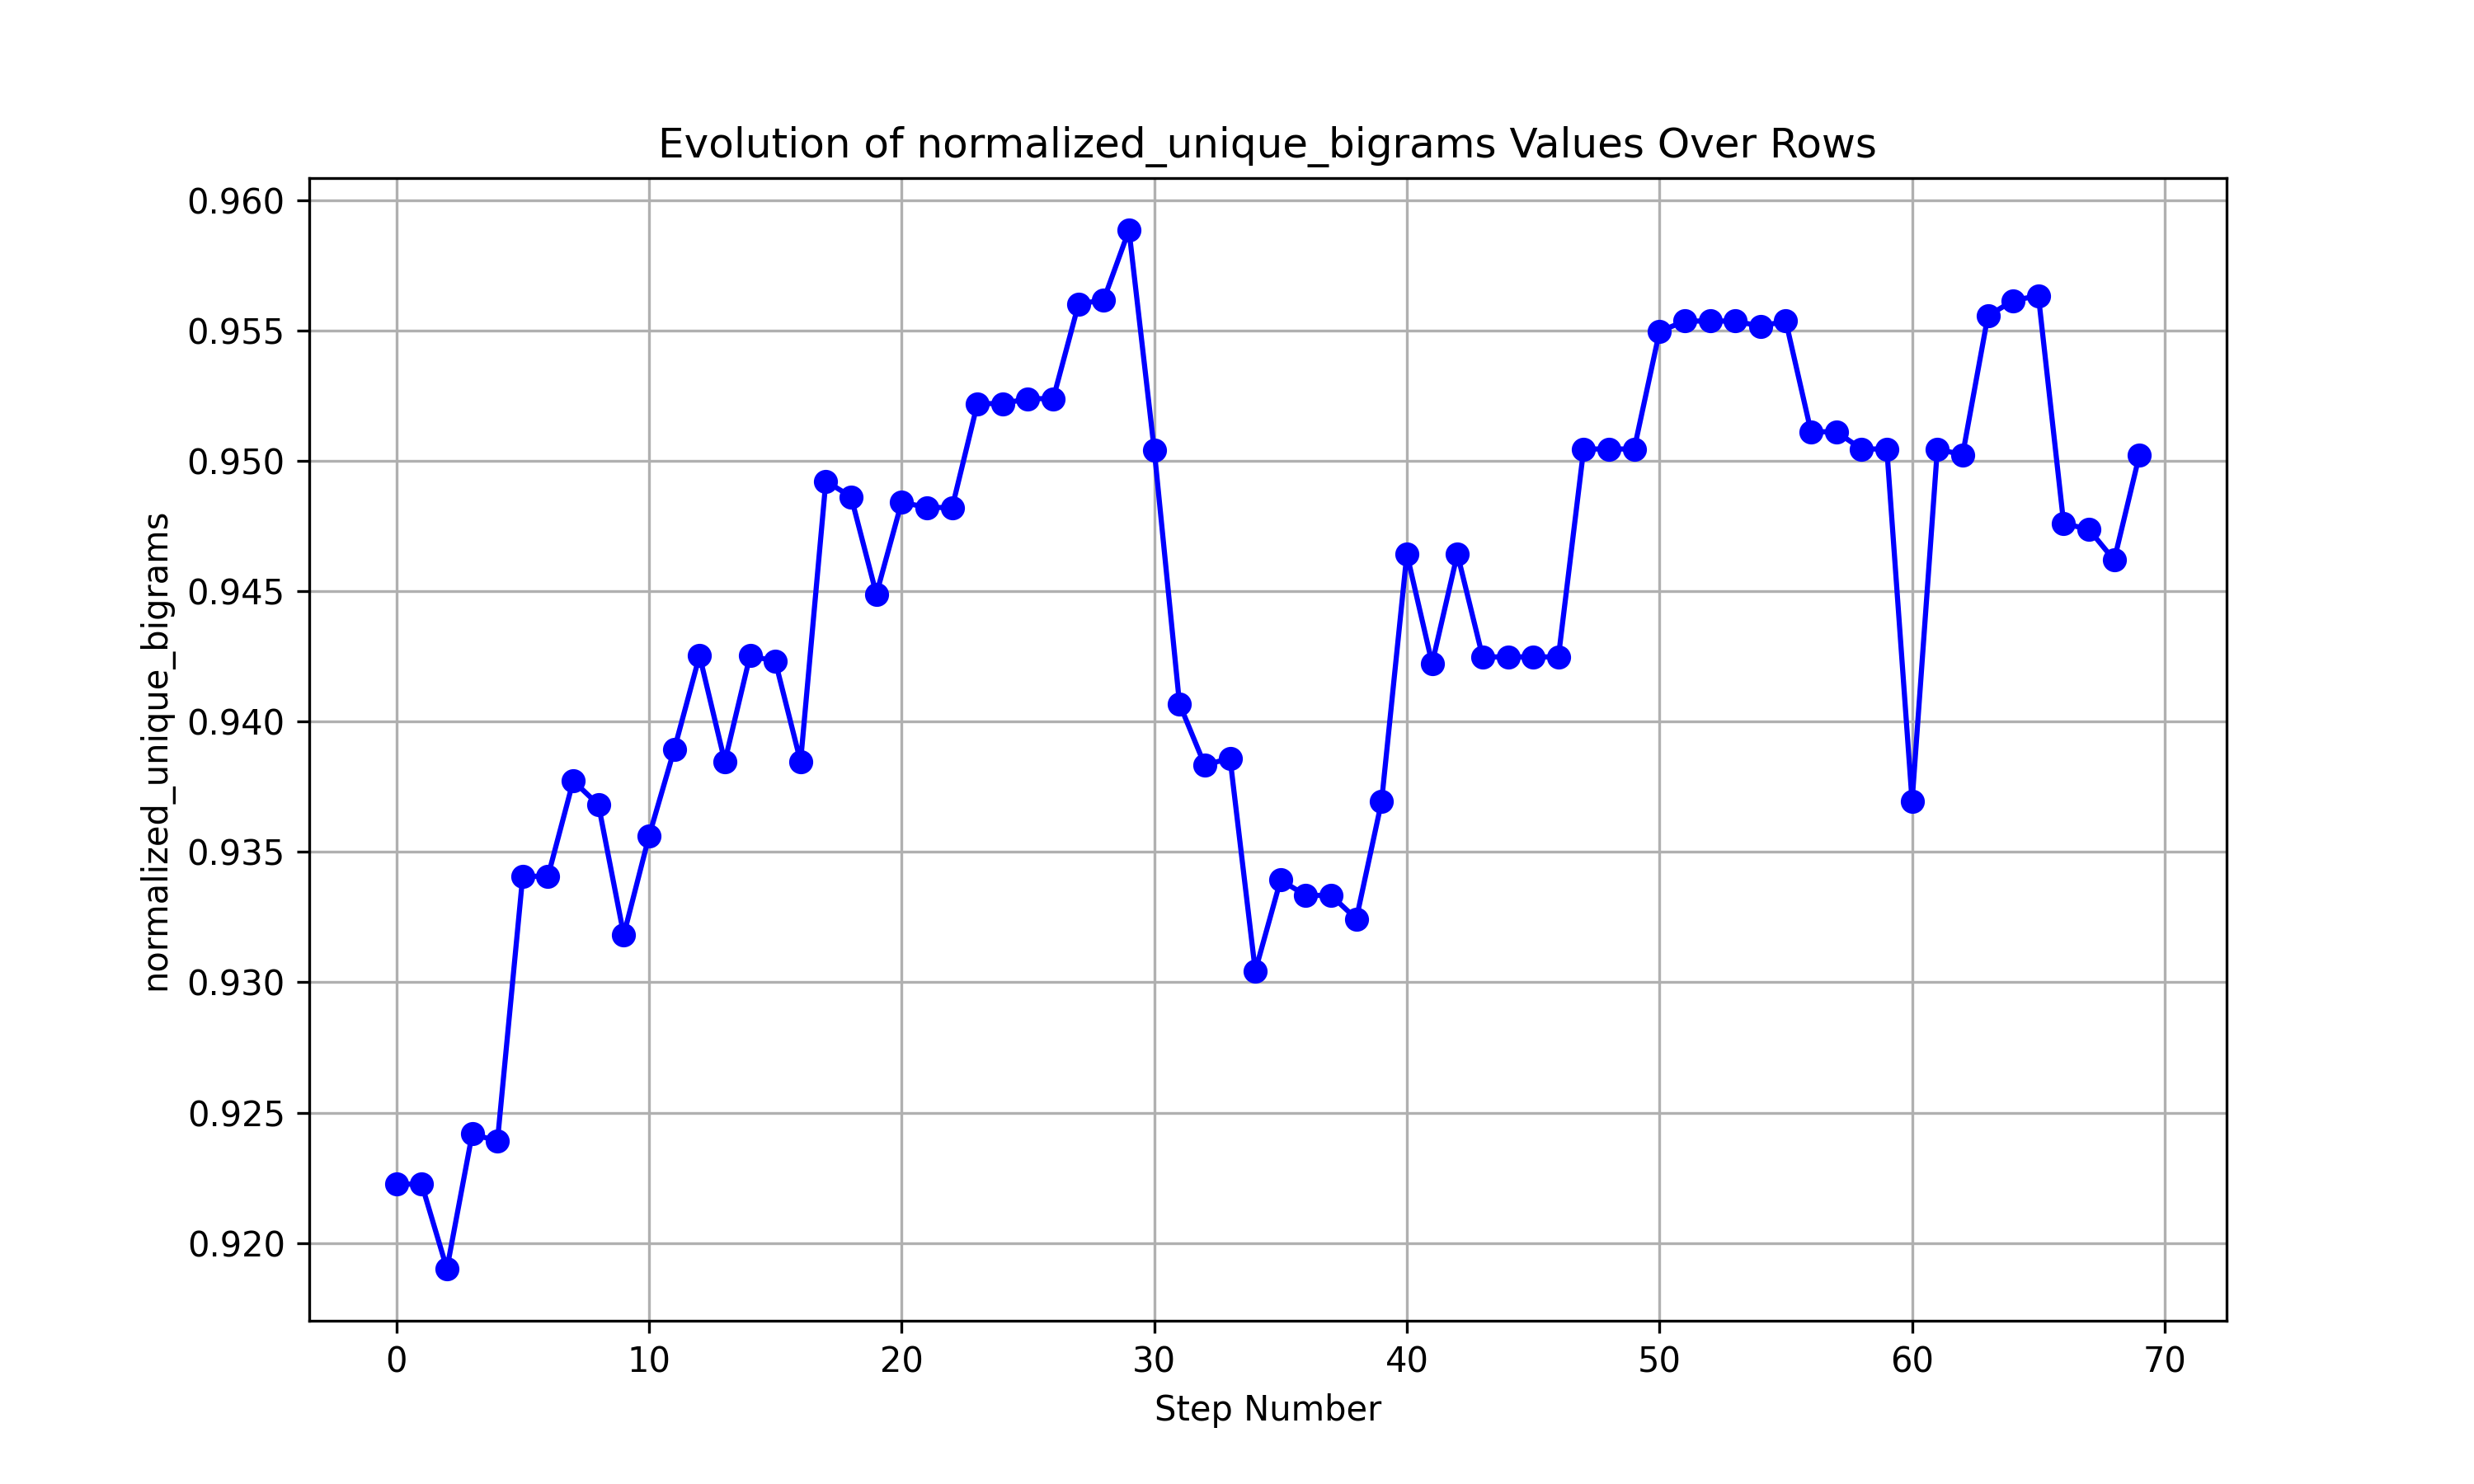 Evolution of normalized_unique_bigrams Values Over Rows
normalized_unique_bigrams
0.960
0.955
0.950
0.945
0.940
0.935
0.930
0.925
0.920
0 10 20 30 40 50 60 70
Step Number